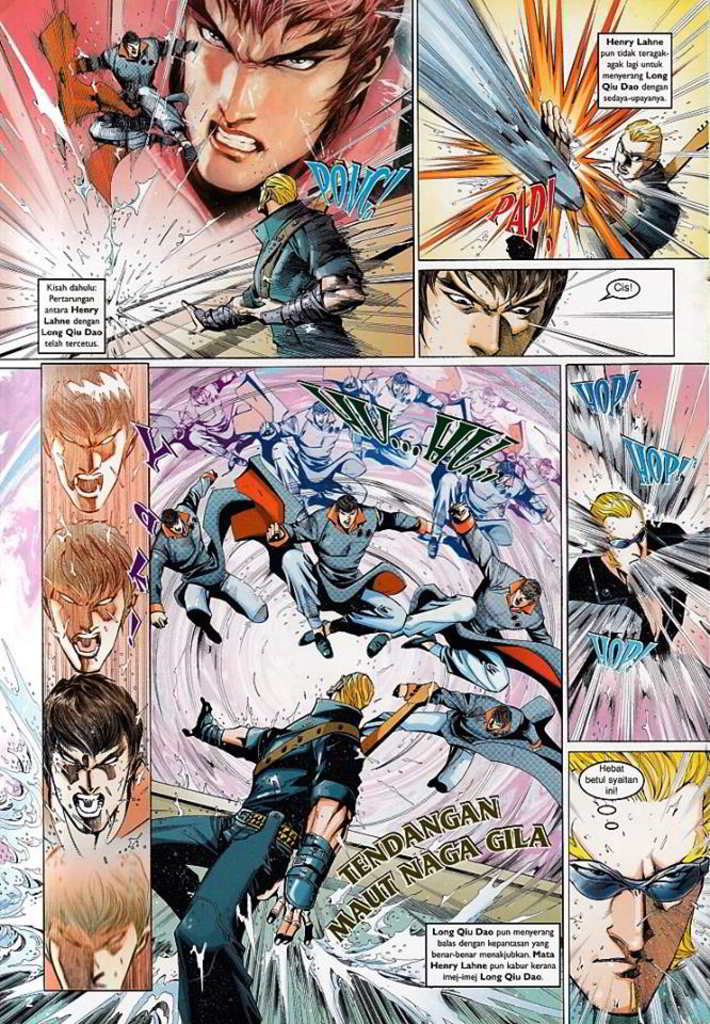 POW!
Kisah dahulu:
Pertarungan
antara Henry
Lahne dengan
Long Qiu Dao
telah tercetus.
Henry Lahne
pun tidak teragak-
agak lagi untuk
menyerang Long
Qiu Dao dengan
sedaya-upayanya.
PAP!
Cis!
HU... HUU...
HOP!
HOP!
HOP!
TENDANGAN
MAUT NAGA GILA
Long Qiu Dao pun menyerang
balas dengan kepantasan yang
benar-benar menakjubkan. Mata
Henry Lahne pun kabur kerana
imej-imej Long Qiu Dao.
Hebat
betul syaitan
ini!